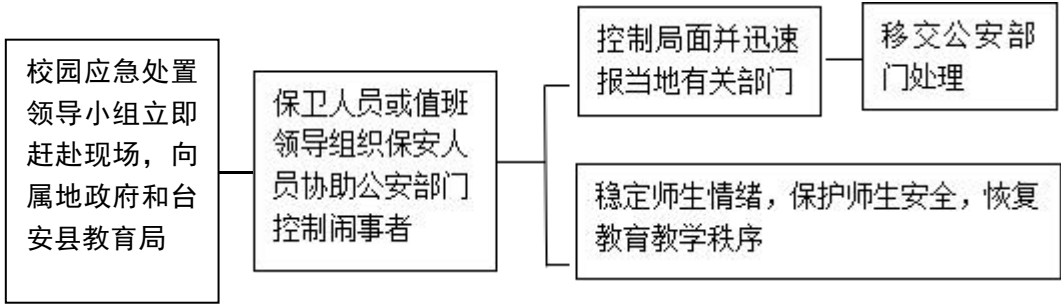 校园应急处置
领导小组立即
赶赴现场，向
属地政府和台
安县教育局
保卫人员或值班
领导组织保安人
员协助公安部门
控制闹事者
控制局面并迅速
报当地有关部门
移交公安部
门处理
稳定师生情绪，保护师生安全，恢复
教育教学秩序